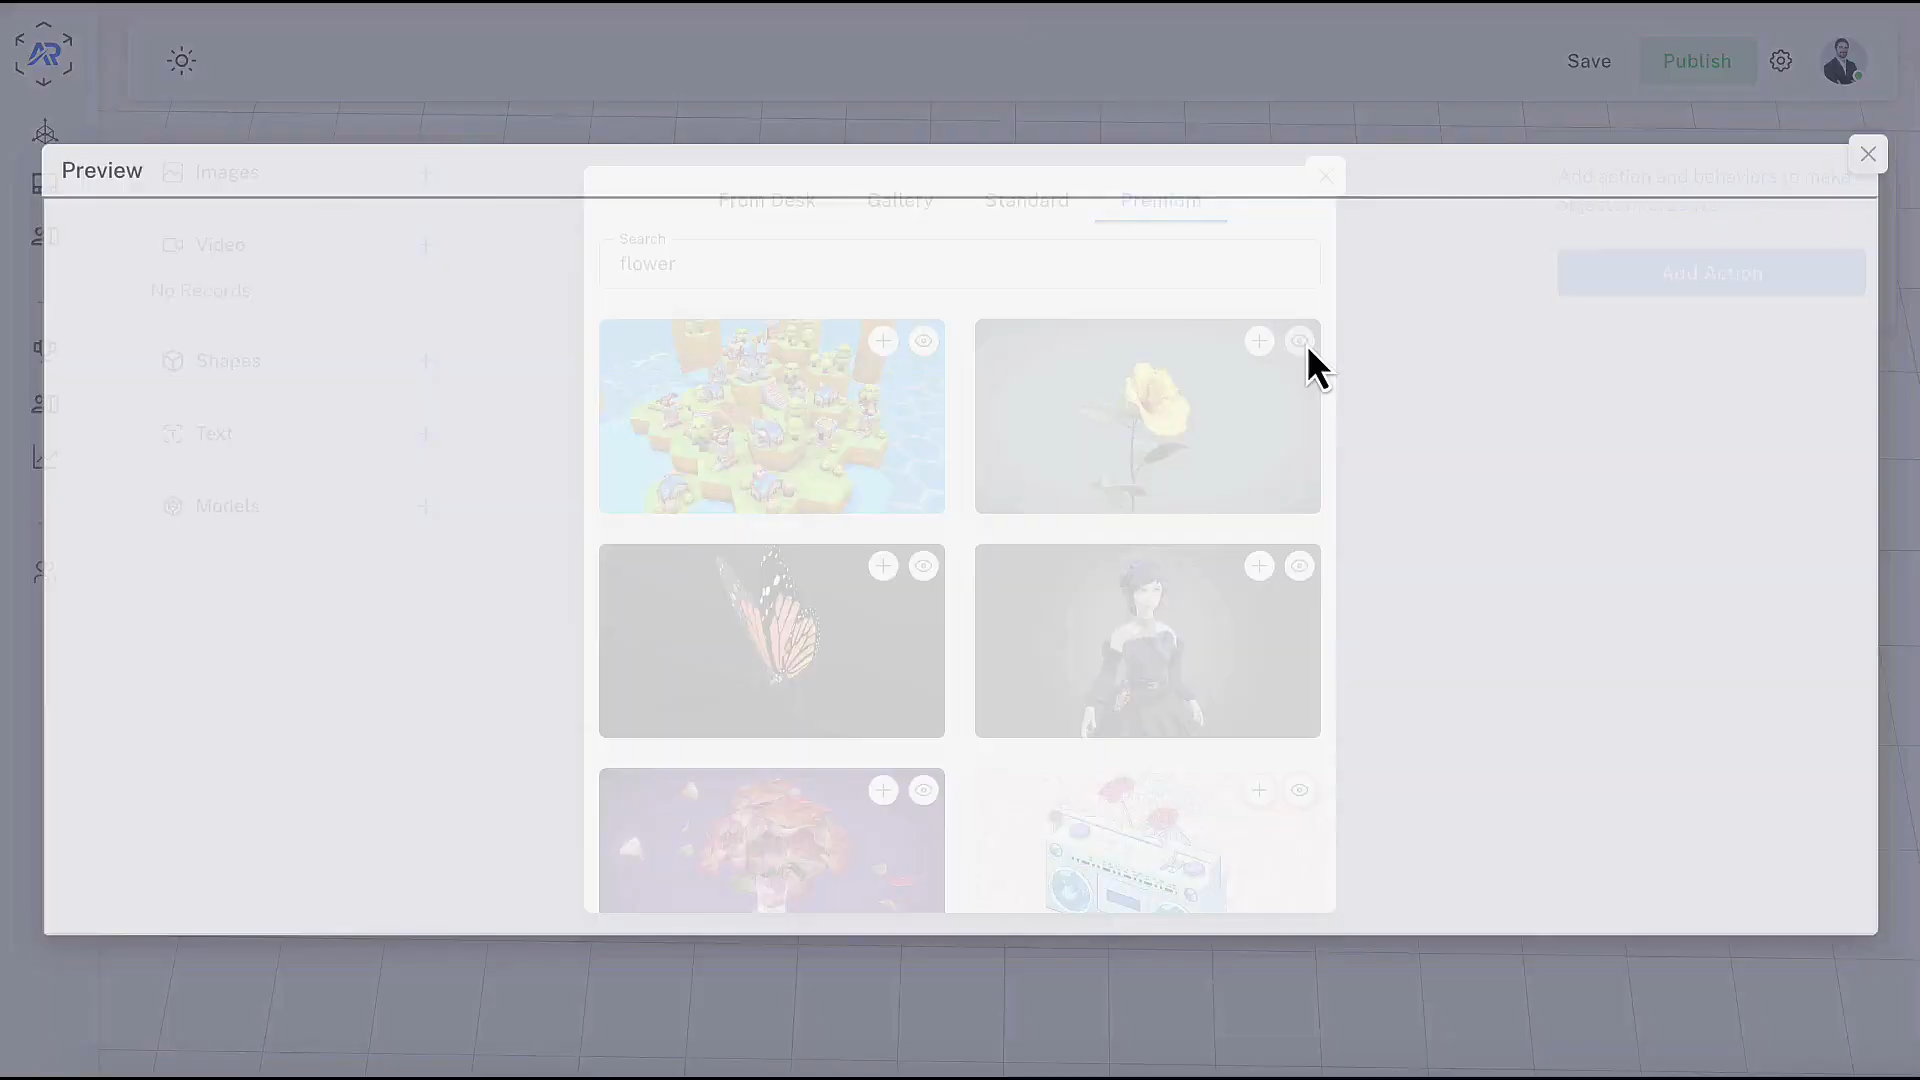 AR
Save
Publish
Preview
Images
Add action and behaviors to make
From Desk
Gallery
Standard
Premium
Video
Search
flower
No Records
Add Action
Shapes
Text
Models